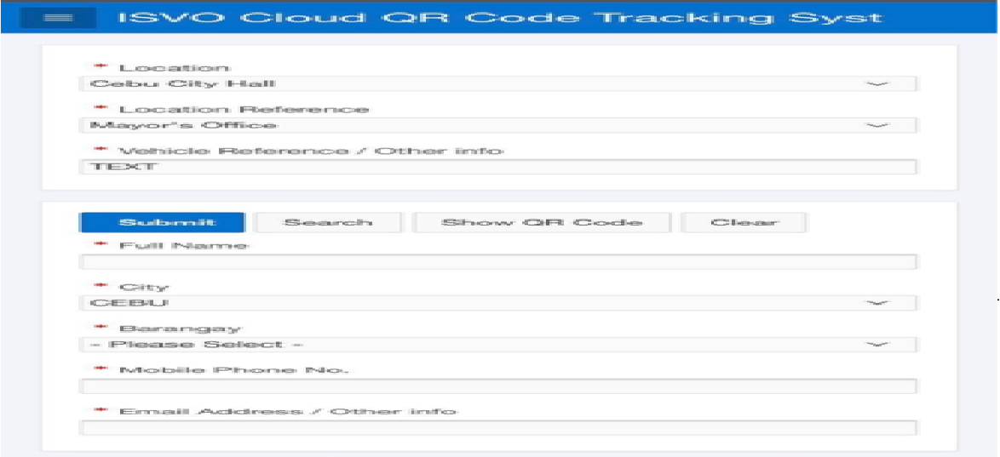 ISVO Cloud QR Code Tracking Syst
* Location
Cebu City Hall
* Location Reference
Mayor's Office
* Vehicle Reference / Other info
TEXT
Submit Search Show QR Code Clear
* Full Name
* City
CEBU
* Barangay
- Please Select -
* Mobile Phone No.
* Email Address / Other info